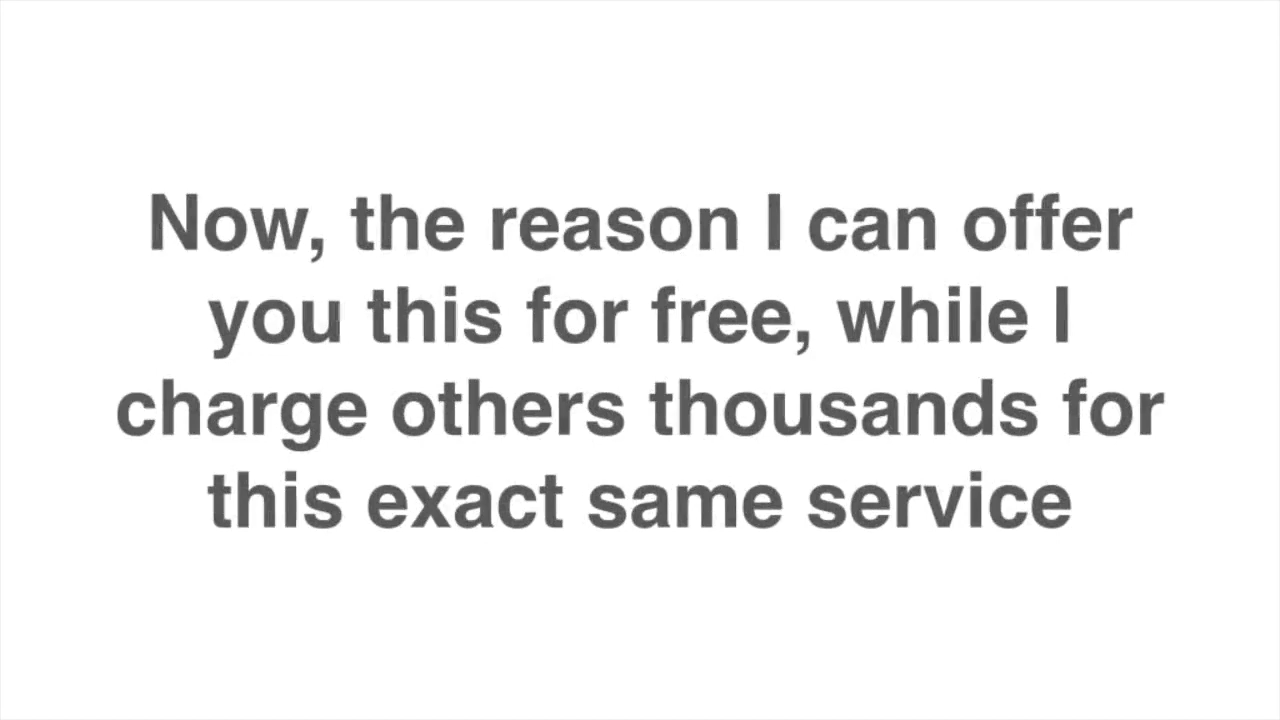 Now, the reason I can offer
you this for free, while I
charge others thousands for
this exact same service